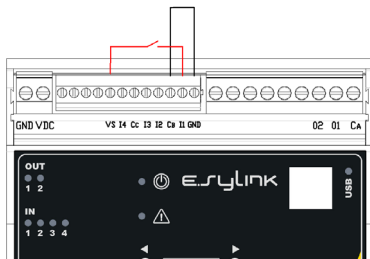 GND VDC VS I4 Cc I3 I2 CB I1 GND O2 O1 CA
OUT
1 2
e.sylink
USB
IN
1 2 3 4